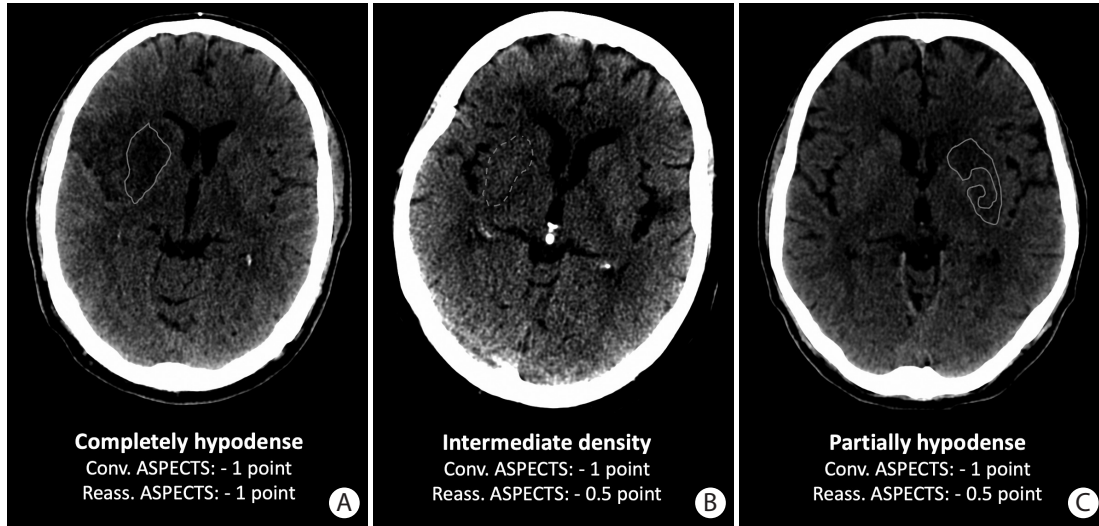 Completely hypodense
Conv. ASPECTS: - 1 point
Reass. ASPECTS: - 1 point
A
Intermediate density
Conv. ASPECTS: - 1 point
Reass. ASPECTS: - 0.5 point
B
Partially hypodense
Conv. ASPECTS: - 1 point
Reass. ASPECTS: - 0.5 point
C